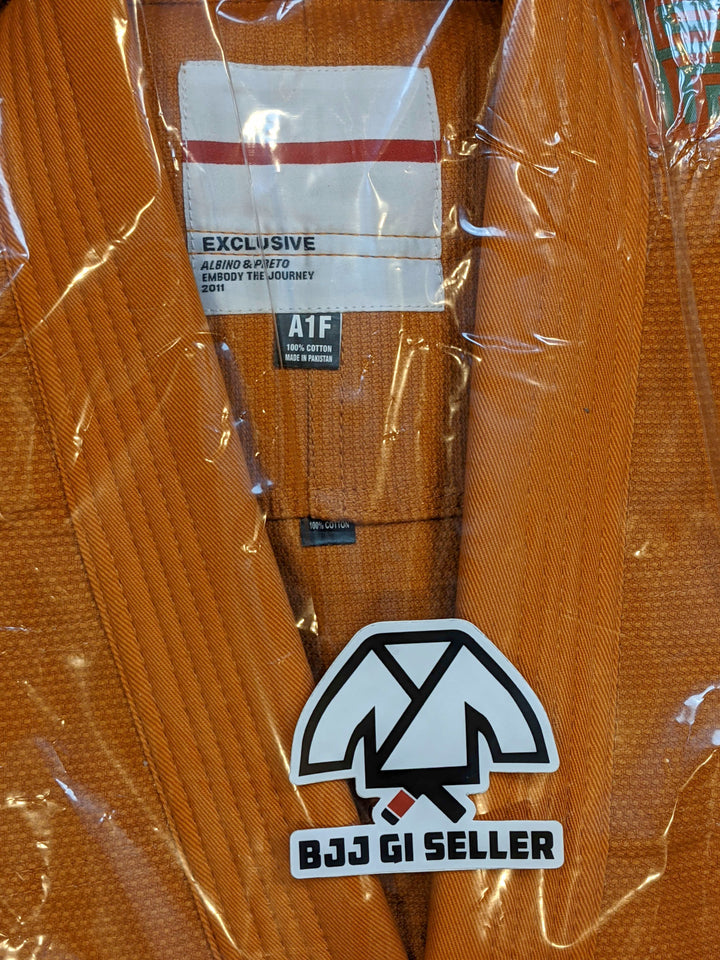 EXCLUSIVE
ALBINO & PRETO
EMBODY THE JOURNEY
2011
A1F
100% COTTON
MADE IN PAKISTAN
100% COTTON
BJJ GI SELLER